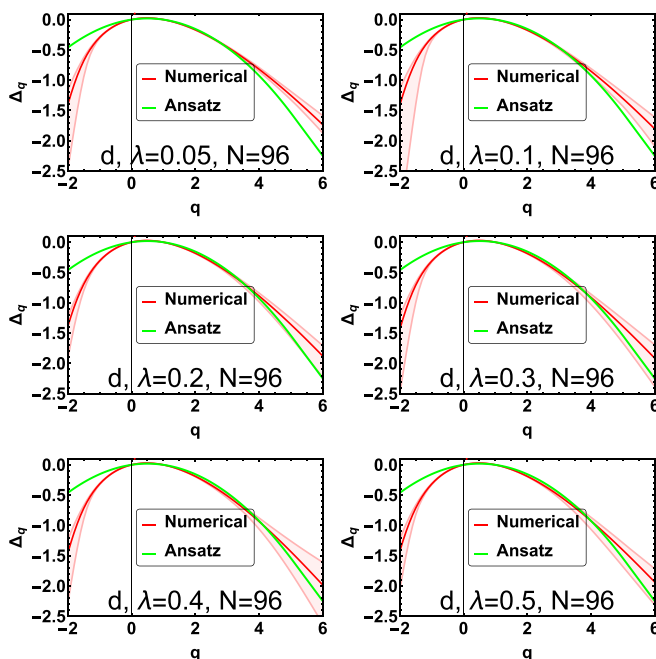 0.0
−0.5
−1.0
−1.5
−2.0
−2.5
Δq
Numerical
Ansatz
d, λ=0.05, N=96
−2 0 2 4 6
q
0.0
−0.5
−1.0
−1.5
−2.0
−2.5
Δq
Numerical
Ansatz
d, λ=0.1, N=96
−2 0 2 4 6
q
0.0
−0.5
−1.0
−1.5
−2.0
−2.5
Δq
Numerical
Ansatz
d, λ=0.2, N=96
−2 0 2 4 6
q
0.0
−0.5
−1.0
−1.5
−2.0
−2.5
Δq
Numerical
Ansatz
d, λ=0.3, N=96
−2 0 2 4 6
q
0.0
−0.5
−1.0
−1.5
−2.0
−2.5
Δq
Numerical
Ansatz
d, λ=0.4, N=96
−2 0 2 4 6
q
0.0
−0.5
−1.0
−1.5
−2.0
−2.5
Δq
Numerical
Ansatz
d, λ=0.5, N=96
−2 0 2 4 6
q